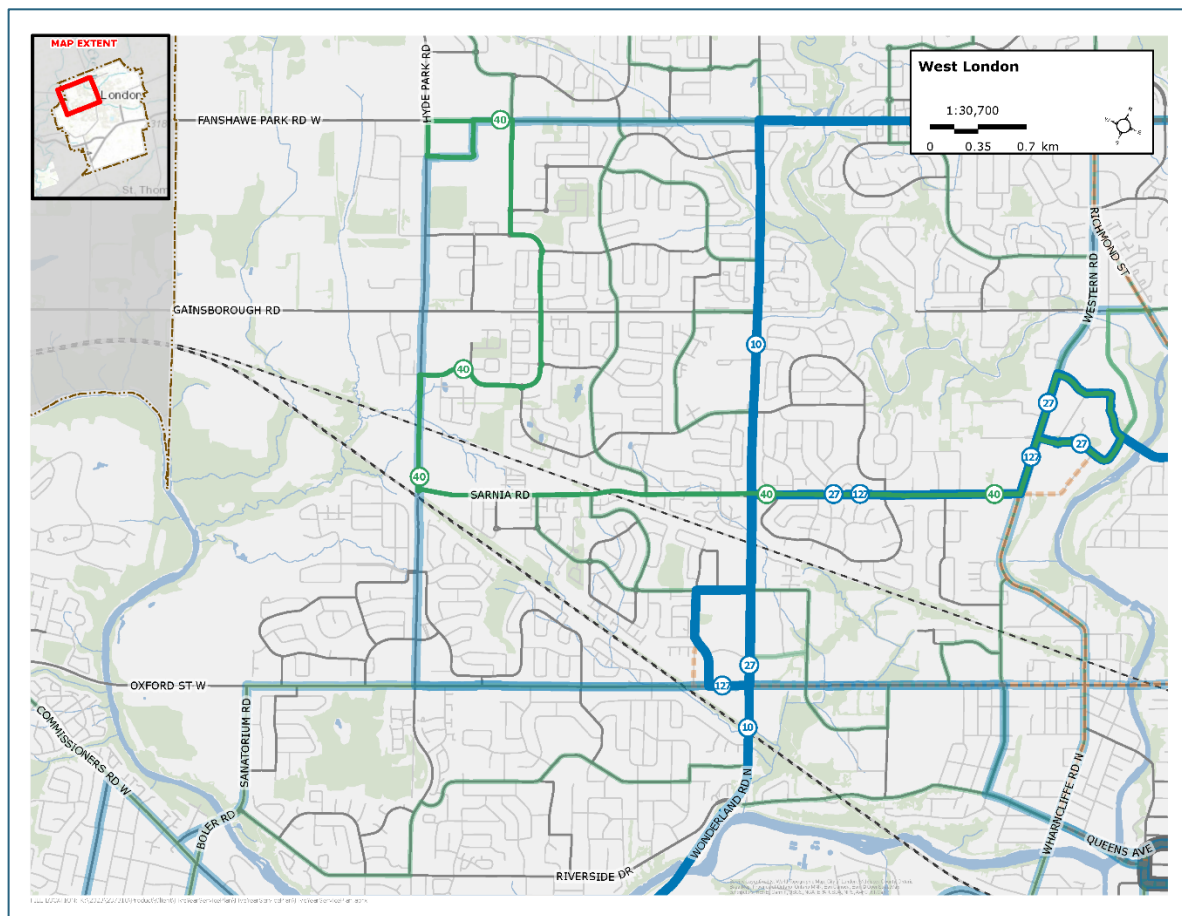 MAP EXTENT
London
St. Thom
West London
1:30,700
0 0.35 0.7 km
HYDE PARK RD
FANSHAWE PARK RD W
40
RICHMOND ST
WESTERN RD
GAINSBOROUGH RD
10
40
27
27
127
40
SARNIA RD
40
27
127
40
27
OXFORD ST W
127
SANATORIUM RD
COMMISSIONERS RD W
10
BOLER RD
WONDERLAND RD N
WHARNCLIFFE RD N
QUEENS AVE
RIVERSIDE DR